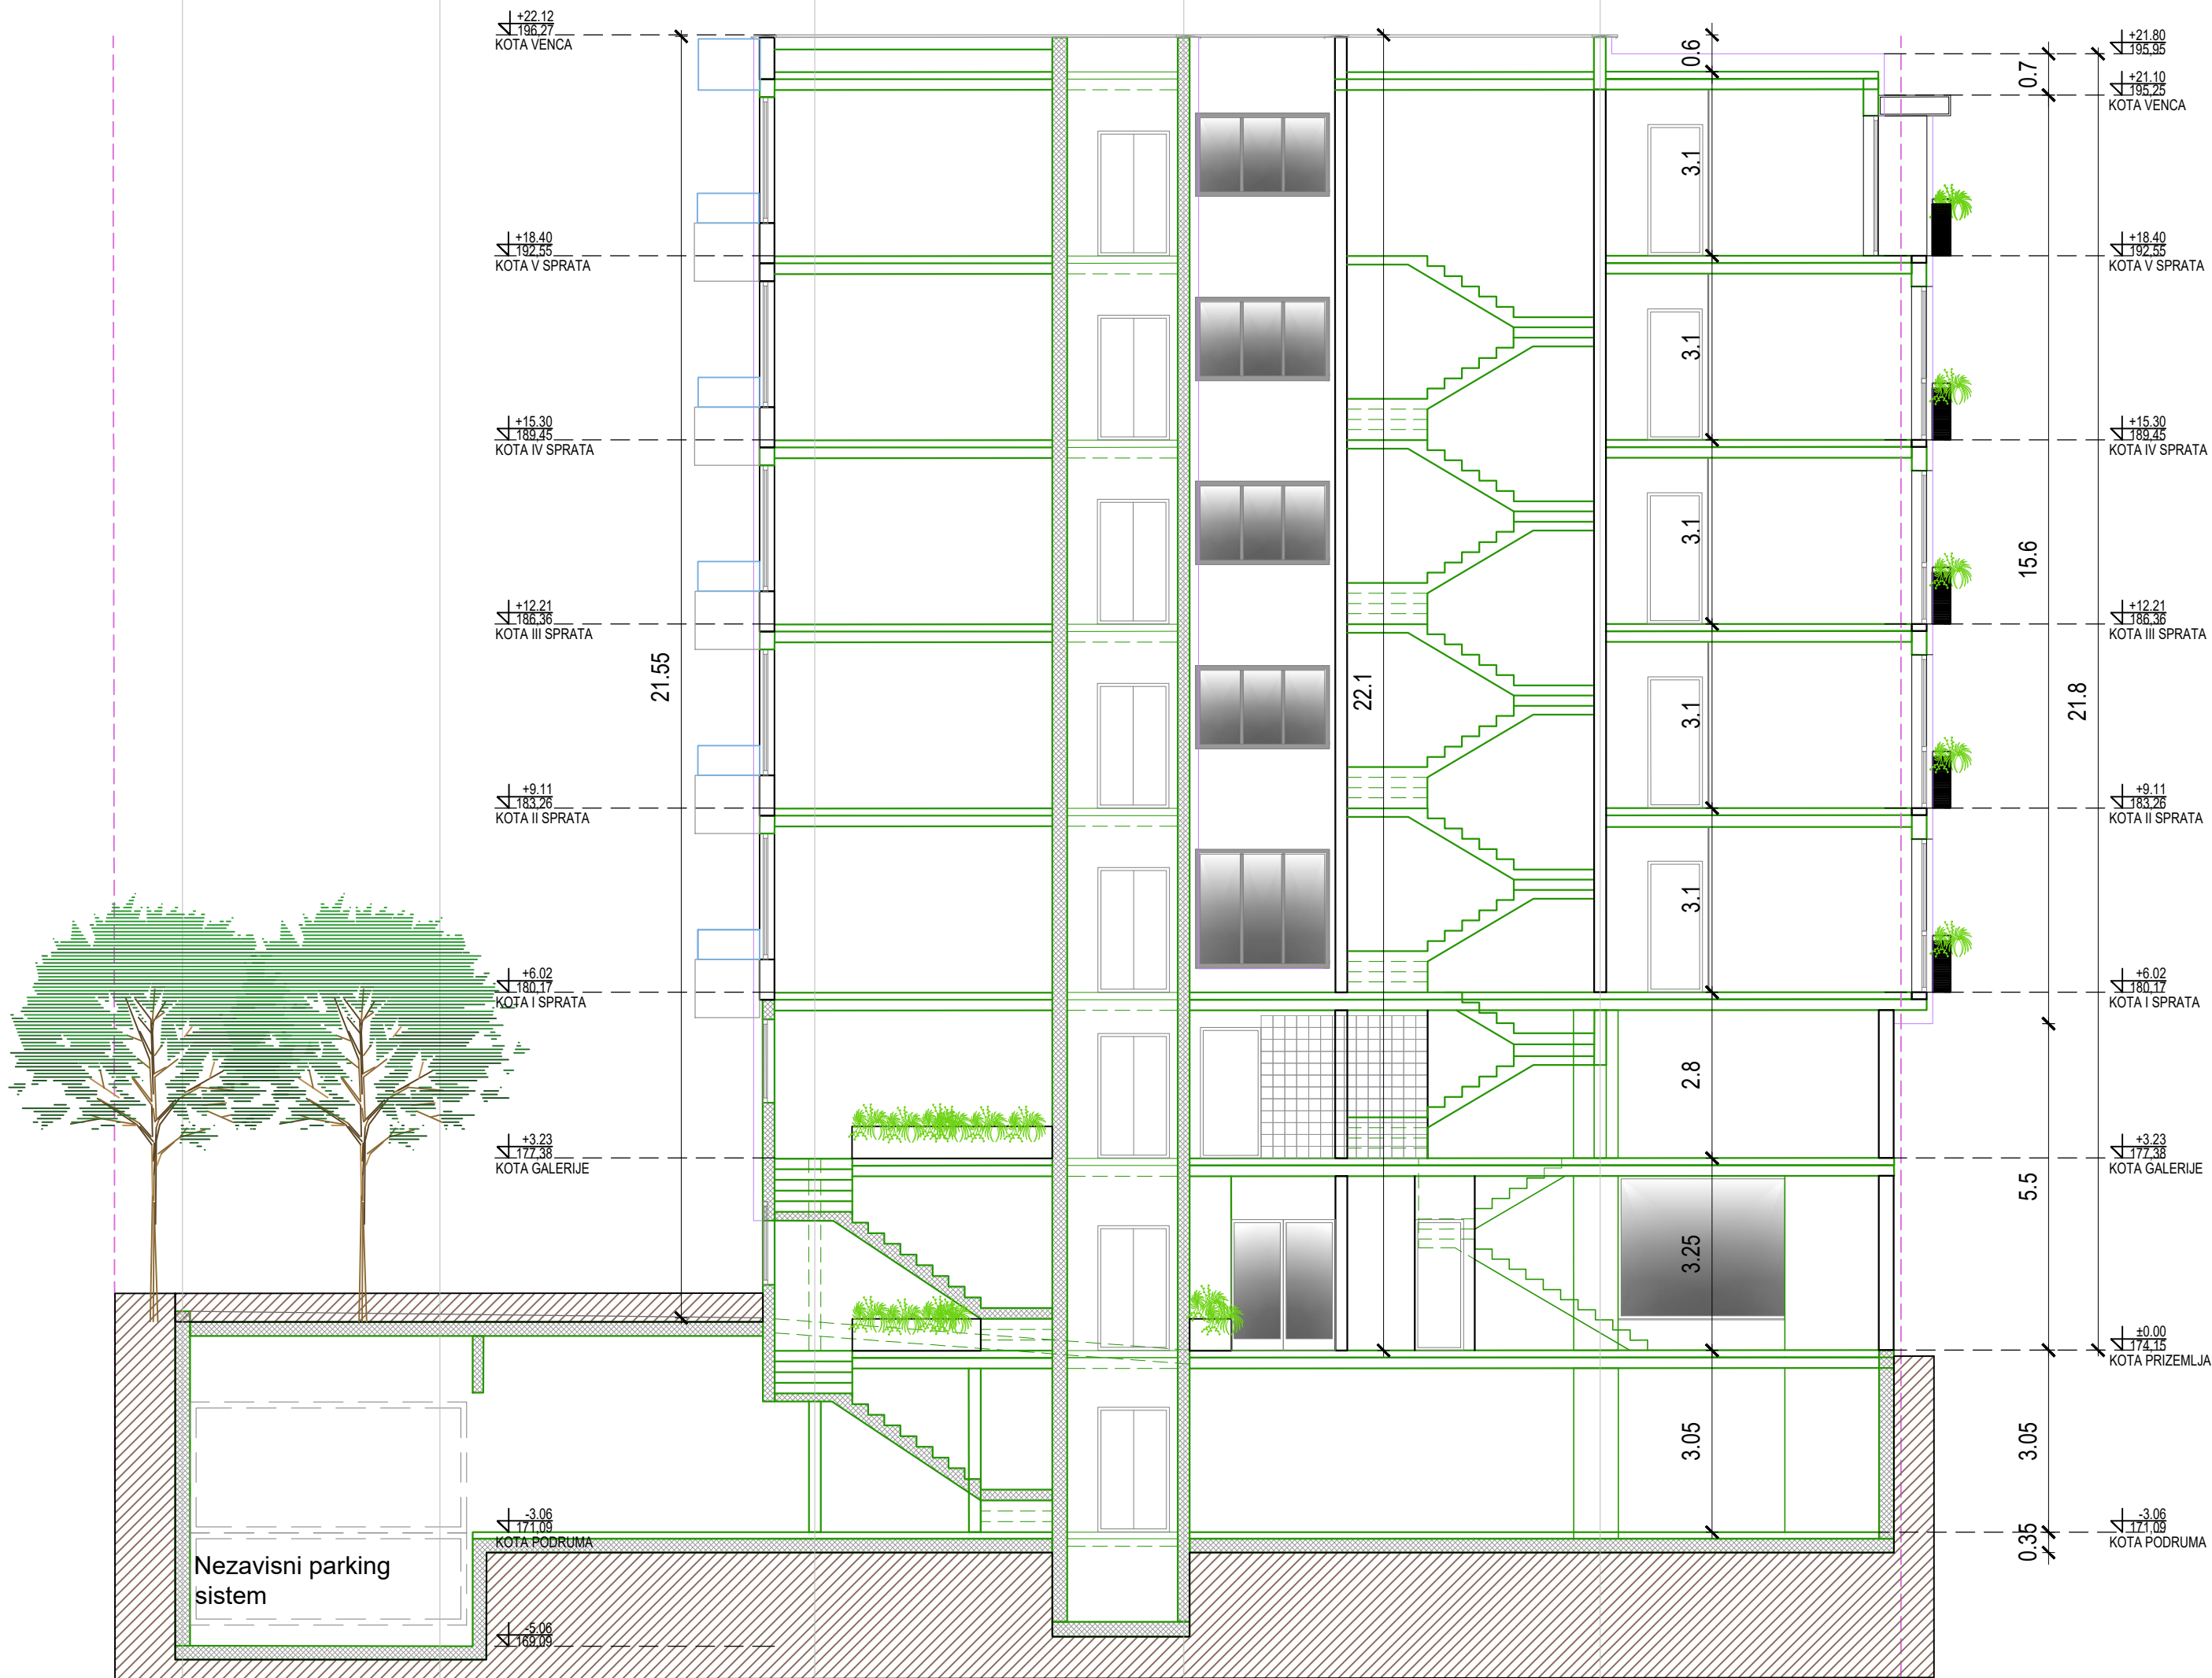 +22.12
196,27
KOTA VENCA
+18.40
192,55
KOTA V SPRATA
+15.30
189,45
KOTA IV SPRATA
+12.21
186,36
KOTA III SPRATA
+9.11
183,26
KOTA II SPRATA
+6.02
180,17
KOTA I SPRATA
+3.23
177,38
KOTA GALERIJE
-3.06
171,09
KOTA PODRUMA
-5.06
169,09
Nezavisni parking
sistem
21.55
22.1
0.6
3.1
3.1
3.1
3.1
3.1
2.8
3.25
3.05
0.7
15.6
5.5
3.05
0.35
21.8
+21.80
195,95
+21.10
195,25
KOTA VENCA
+18.40
192,55
KOTA V SPRATA
+15.30
189,45
KOTA IV SPRATA
+12.21
186,36
KOTA III SPRATA
+9.11
183,26
KOTA II SPRATA
+6.02
180,17
KOTA I SPRATA
+3.23
177,38
KOTA GALERIJE
±0.00
174,15
KOTA PRIZEMLJA
-3.06
171,09
KOTA PODRUMA